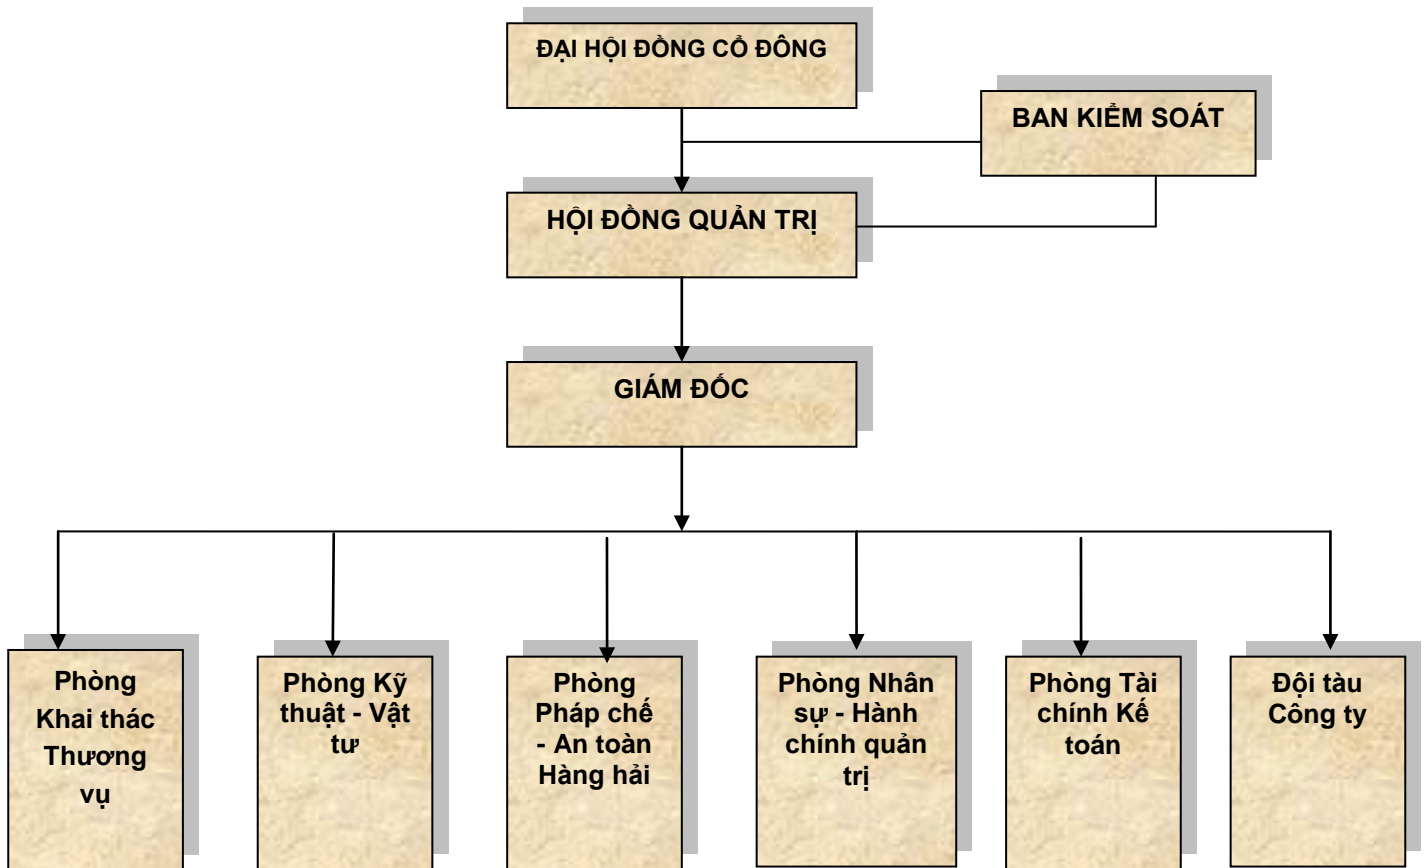 ĐẠI HỘI ĐỒNG CỔ ĐÔNG
BAN KIỂM SOÁT
HỘI ĐỒNG QUẢN TRỊ
GIÁM ĐỐC
Phòng
Khai thác
Thương
vụ
Phòng Kỹ
thuật - Vật
tư
Phòng
Pháp chế
- An toàn
Hàng hải
Phòng Nhân
sự - Hành
chính quản
trị
Phòng Tài
chính Kế
toán
Đội tàu
Công ty